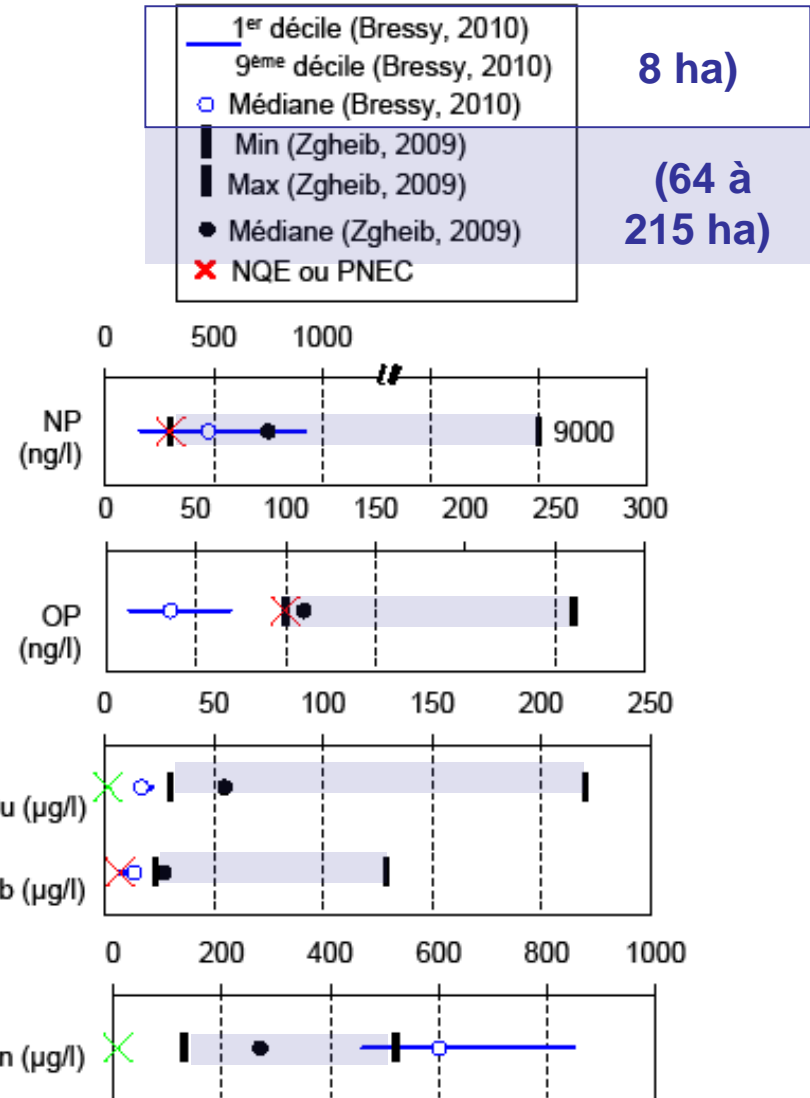 1er décile (Bressy, 2010)
9ème décile (Bressy, 2010)
Médiane (Bressy, 2010)
8 ha)
Min (Zgheib, 2009)
Max (Zgheib, 2009)
Médiane (Zgheib, 2009)
(64 à
215 ha)
NQE ou PNEC
0 500 1000
NP
(ng/l)
9000
0 50 100 150 200 250 300
OP
(ng/l)
0 50 100 150 200 250
u (µg/l)
b (µg/l)
0 200 400 600 800 1000
n (µg/l)